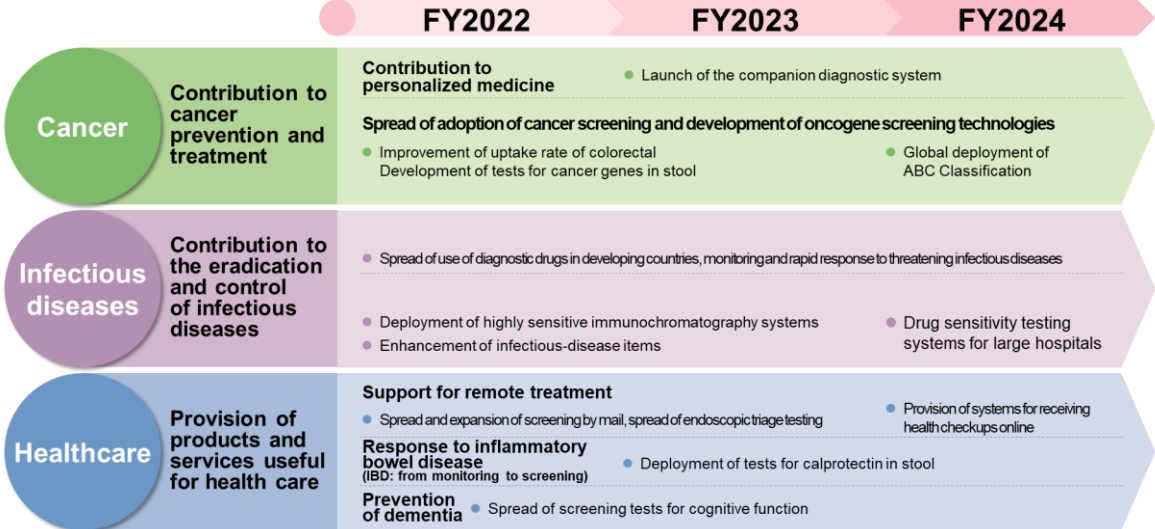 FY2022
FY2023
FY2024
Cancer
Contribution to
cancer
prevention and
treatment
Contribution to
personalized medicine
Launch of the companion diagnostic system
Spread of adoption of cancer screening and development of oncogene screening technologies
Improvement of uptake rate of colorectal
Development of tests for cancer genes in stool
Global deployment of
ABC Classification
Infectious
diseases
Contribution to
the eradication
and control
of infectious
diseases
Spread of use of diagnostic drugs in developing countries, monitoring and rapid response to threatening infectious diseases
Deployment of highly sensitive immunochromatography systems
Enhancement of infectious-disease items
Drug sensitivity testing
systems for large hospitals
Healthcare
Provision of
products and
services useful
for health care
Support for remote treatment
Spread and expansion of screening by mail, spread of endoscopic triage testing
Provision of systems for receiving
health checkups online
Response to inflammatory
bowel disease
(IBD: from monitoring to screening)
Deployment of tests for calprotectin in stool
Prevention
of dementia
Spread of screening tests for cognitive function